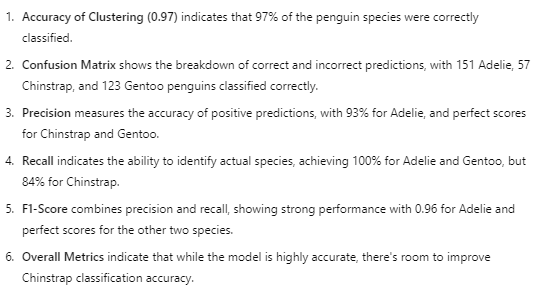 1. Accuracy of Clustering (0.97) indicates that 97% of the penguin species were correctly
classified.
2. Confusion Matrix shows the breakdown of correct and incorrect predictions, with 151 Adelie, 57
Chinstrap, and 123 Gentoo penguins classified correctly.
3. Precision measures the accuracy of positive predictions, with 93% for Adelie, and perfect scores
for Chinstrap and Gentoo.
4. Recall indicates the ability to identify actual species, achieving 100% for Adelie and Gentoo, but
84% for Chinstrap.
5. F1-Score combines precision and recall, showing strong performance with 0.96 for Adelie and
perfect scores for the other two species.
6. Overall Metrics indicate that while the model is highly accurate, there's room to improve
Chinstrap classification accuracy.